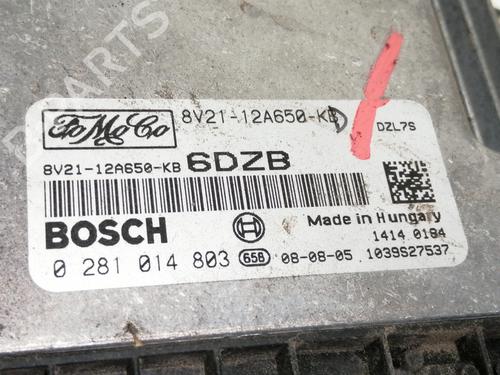 FoMoCo 8V21-12A650-KB
DZL7S
8V21-12A650-KB 6DZB
BOSCH
Made in Hungary
1414 0184
0 281 014 803 65B 08-08-05 1039S27537